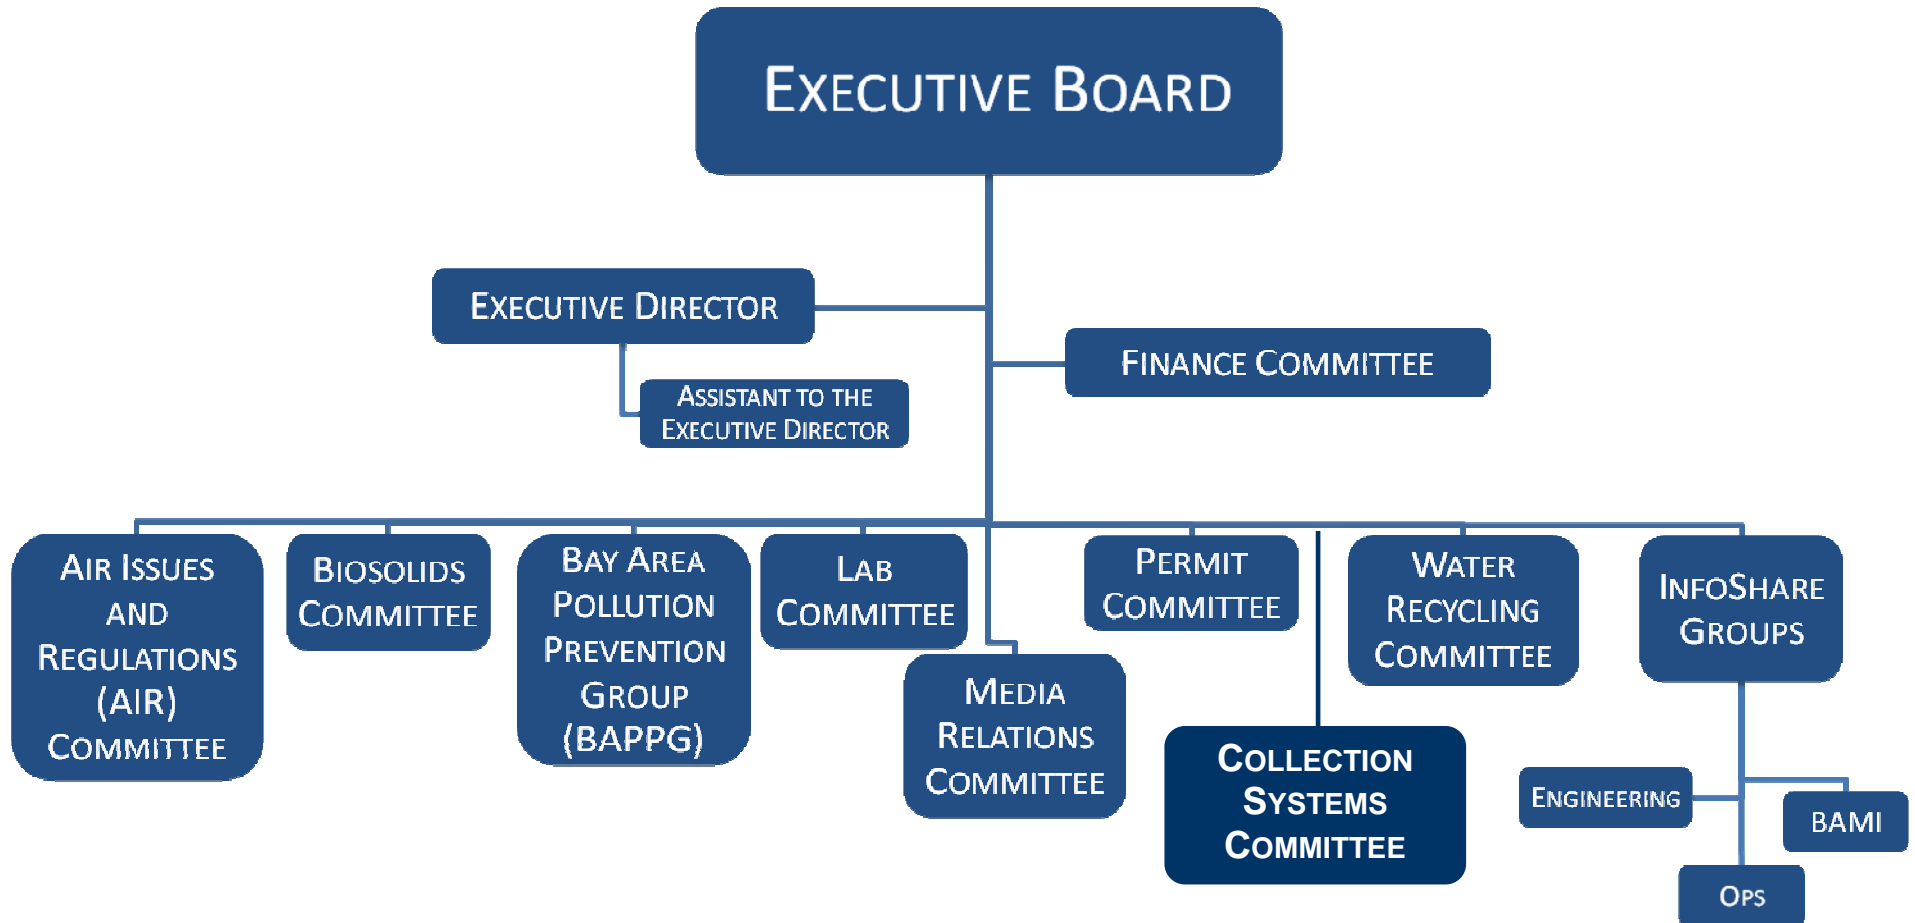 EXECUTIVE BOARD
EXECUTIVE DIRECTOR
FINANCE COMMITTEE
ASSISTANT TO THE
EXECUTIVE DIRECTOR
AIR ISSUES
AND
REGULATIONS
(AIR)
COMMITTEE
BIOSOLIDS
COMMITTEE
BAY AREA
POLLUTION
PREVENTION
GROUP
(BAPPG)
LAB
COMMITTEE
MEDIA
RELATIONS
COMMITTEE
PERMIT
COMMITTEE
COLLECTION
SYSTEMS
COMMITTEE
WATER
RECYCLING
COMMITTEE
INFOSHARE
GROUPS
ENGINEERING
BAMI
OPS